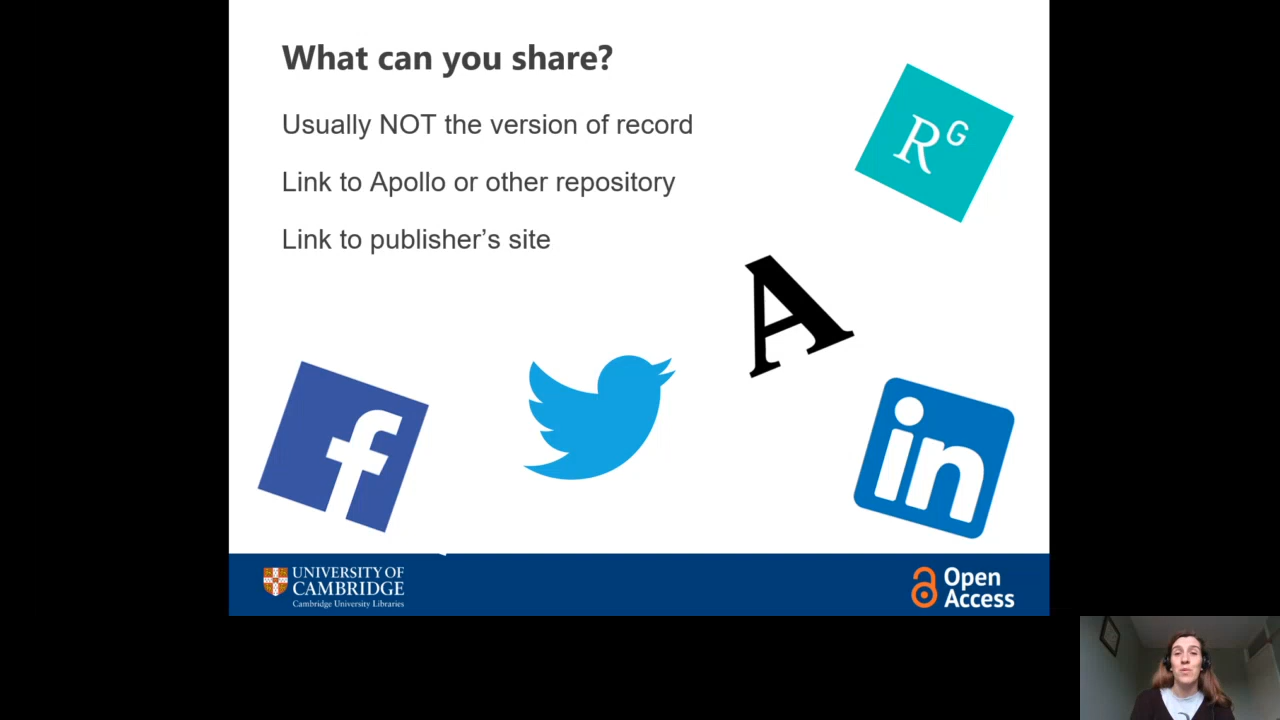 What can you share?
Usually NOT the version of record
Link to Apollo or other repository
Link to publisher’s site
RG
A
f
in
UNIVERSITY OF
CAMBRIDGE
Cambridge University Libraries
Open
Access